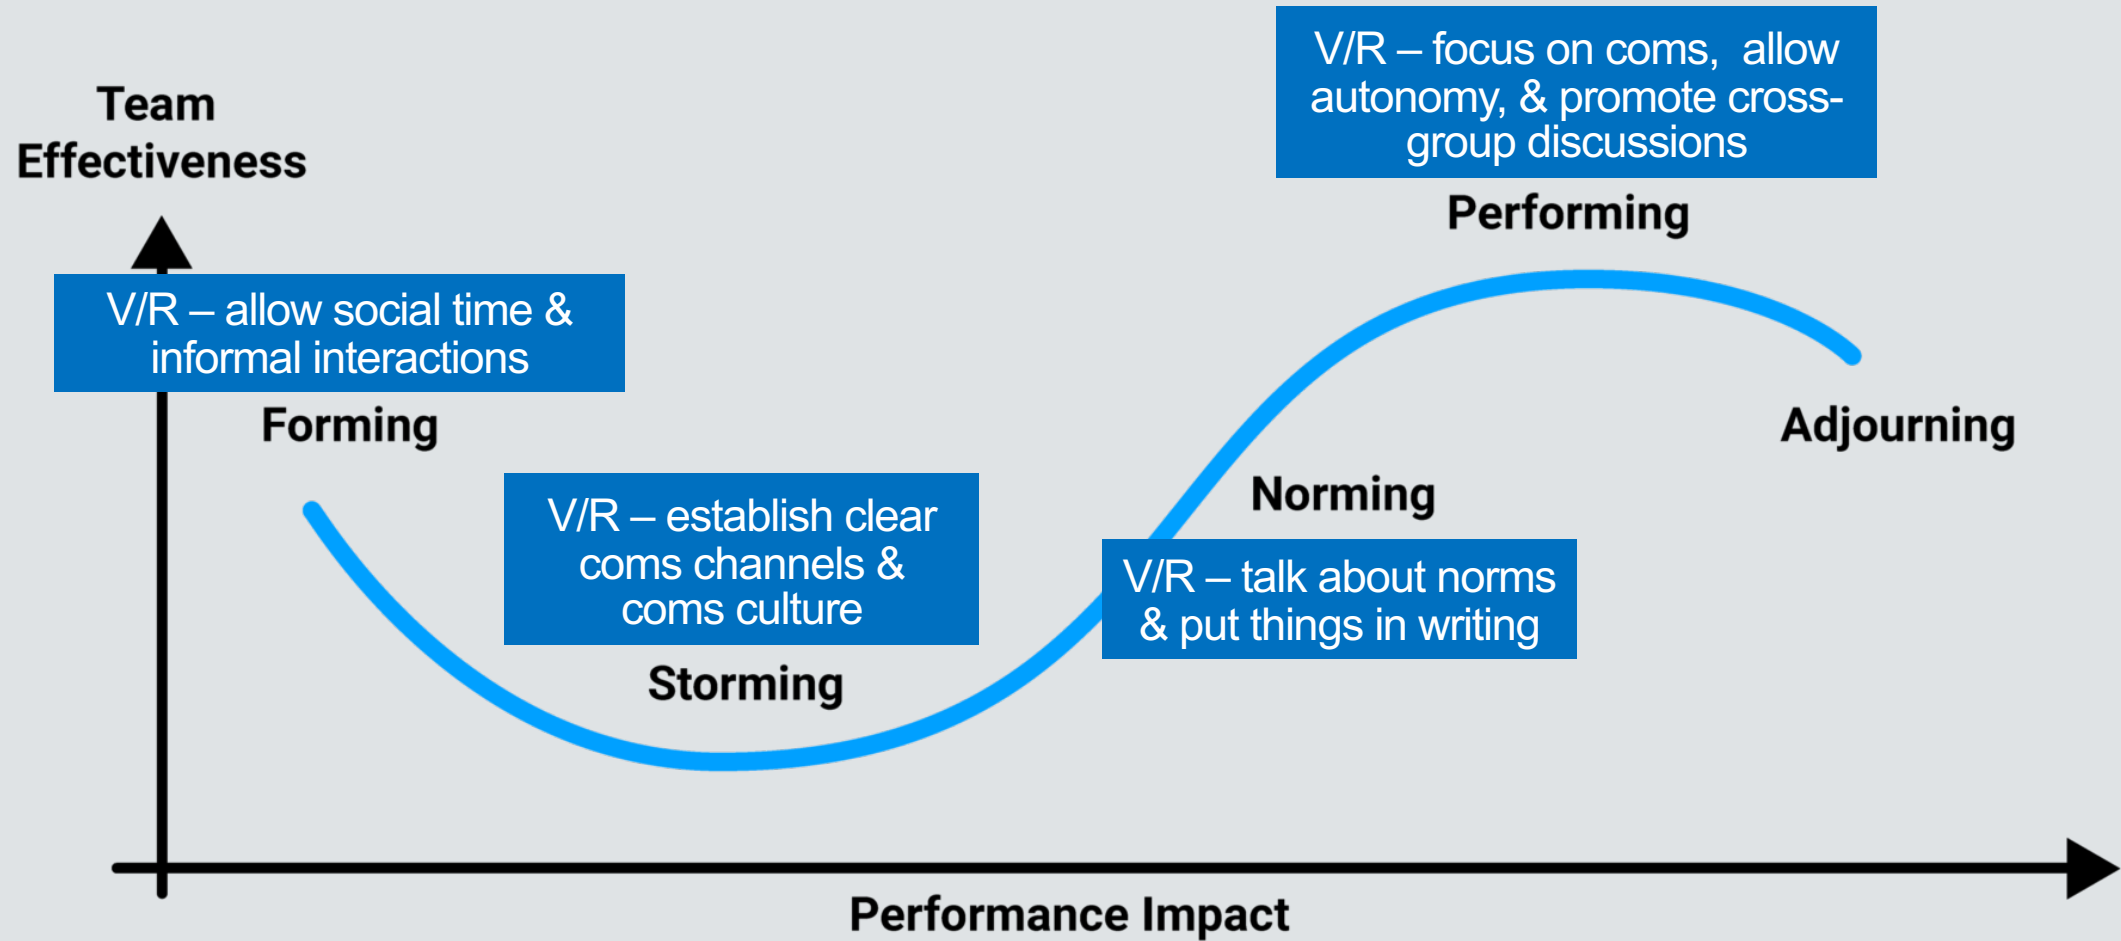 Team
Effectiveness
V/R – allow social time &
informal interactions
Forming
V/R – establish clear
coms channels &
coms culture
Storming
V/R – focus on coms,  allow
autonomy, & promote cross-
group discussions
Performing
Norming
V/R – talk about norms
& put things in writing
Adjourning
Performance Impact